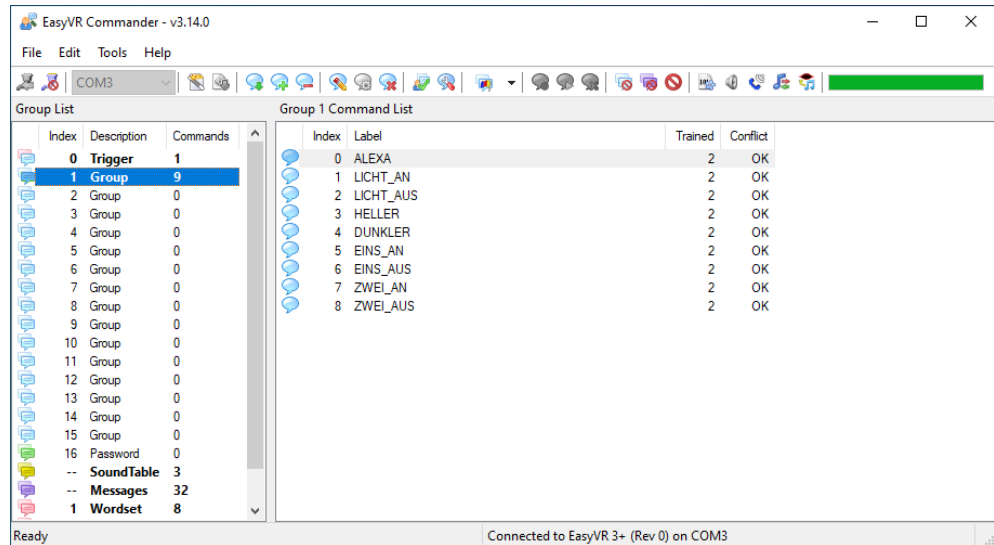 EasyVR Commander - v3.14.0
File Edit Tools Help
COM3
Group List
Index Description Commands
0 Trigger 1
1 Group 9
2 Group 0
3 Group 0
4 Group 0
5 Group 0
6 Group 0
7 Group 0
8 Group 0
9 Group 0
10 Group 0
11 Group 0
12 Group 0
13 Group 0
14 Group 0
15 Group 0
16 Password 0
-- SoundTable 3
-- Messages 32
1 Wordset 8
Group 1 Command List
Index Label Trained Conflict
0 ALEXA 2 OK
1 LICHT_AN 2 OK
2 LICHT_AUS 2 OK
3 HELLER 2 OK
4 DUNKLER 2 OK
5 EINS_AN 2 OK
6 EINS_AUS 2 OK
7 ZWEI_AN 2 OK
8 ZWEI_AUS 2 OK
Ready
Connected to EasyVR 3+ (Rev 0) on COM3